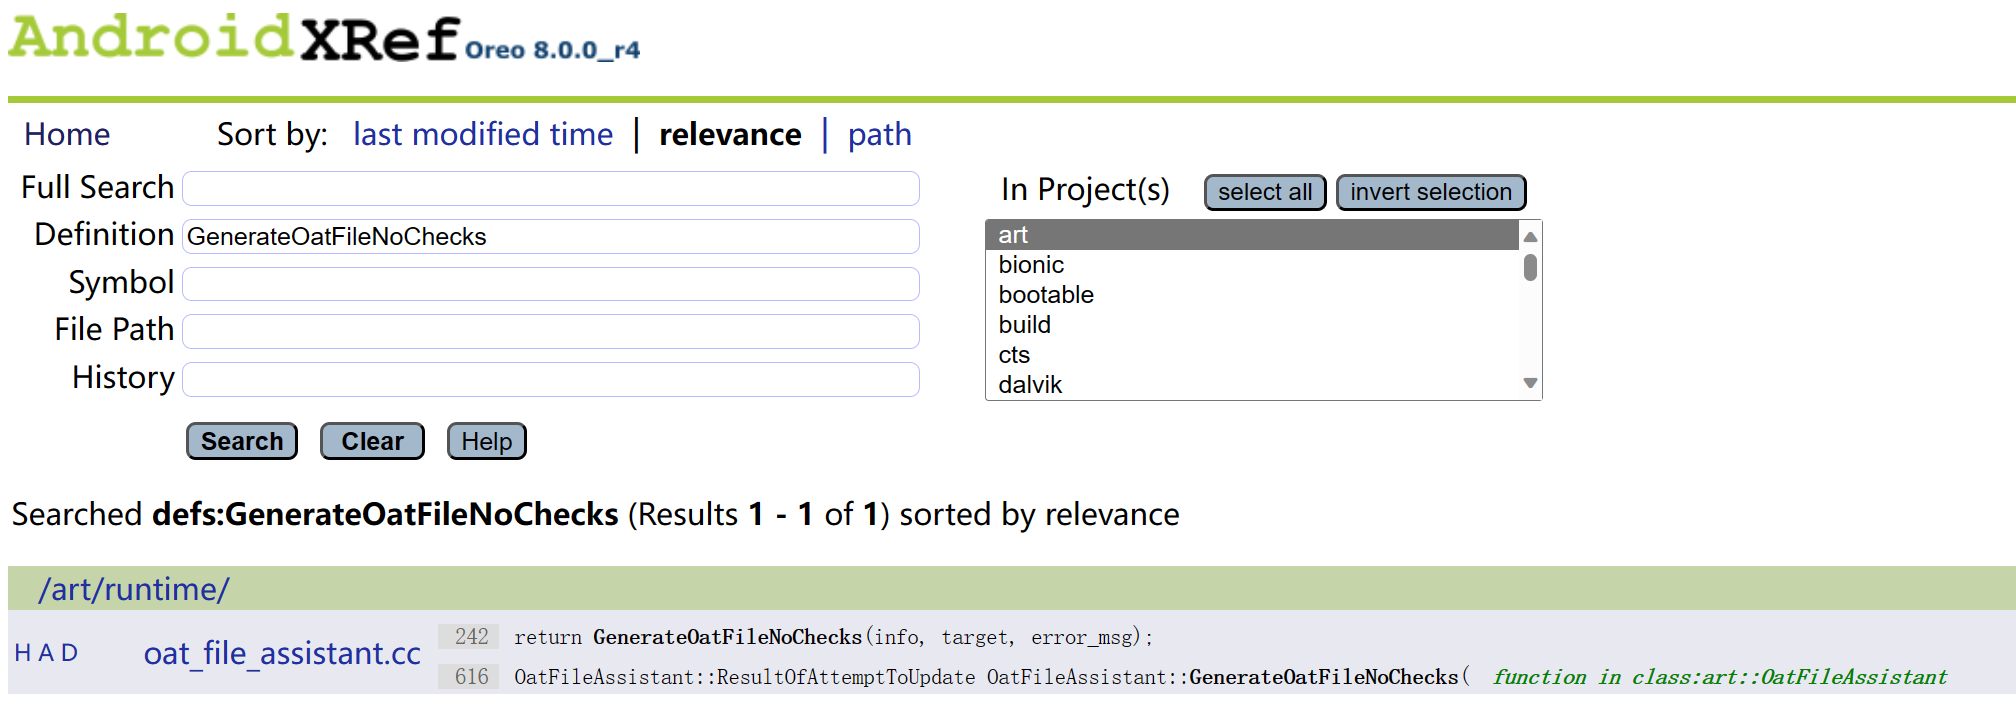 AndroidXRef Oreo 8.0.0_r4
Home Sort by: last modified time | relevance | path
Full Search
In Project(s) select all invert selection
Definition GenerateOatFileNoChecks
Symbol
File Path
History
art
bionic
bootable
build
cts
dalvik
Search Clear Help
Searched defs:GenerateOatFileNoChecks (Results 1 - 1 of 1) sorted by relevance
/art/runtime/
H A D oat_file_assistant.cc
242 return GenerateOatFileNoChecks(info, target, error_msg);
616 OatFileAssistant::ResultOfAttemptToUpdate OatFileAssistant::GenerateOatFileNoChecks( function in class:art::OatFileAssistant